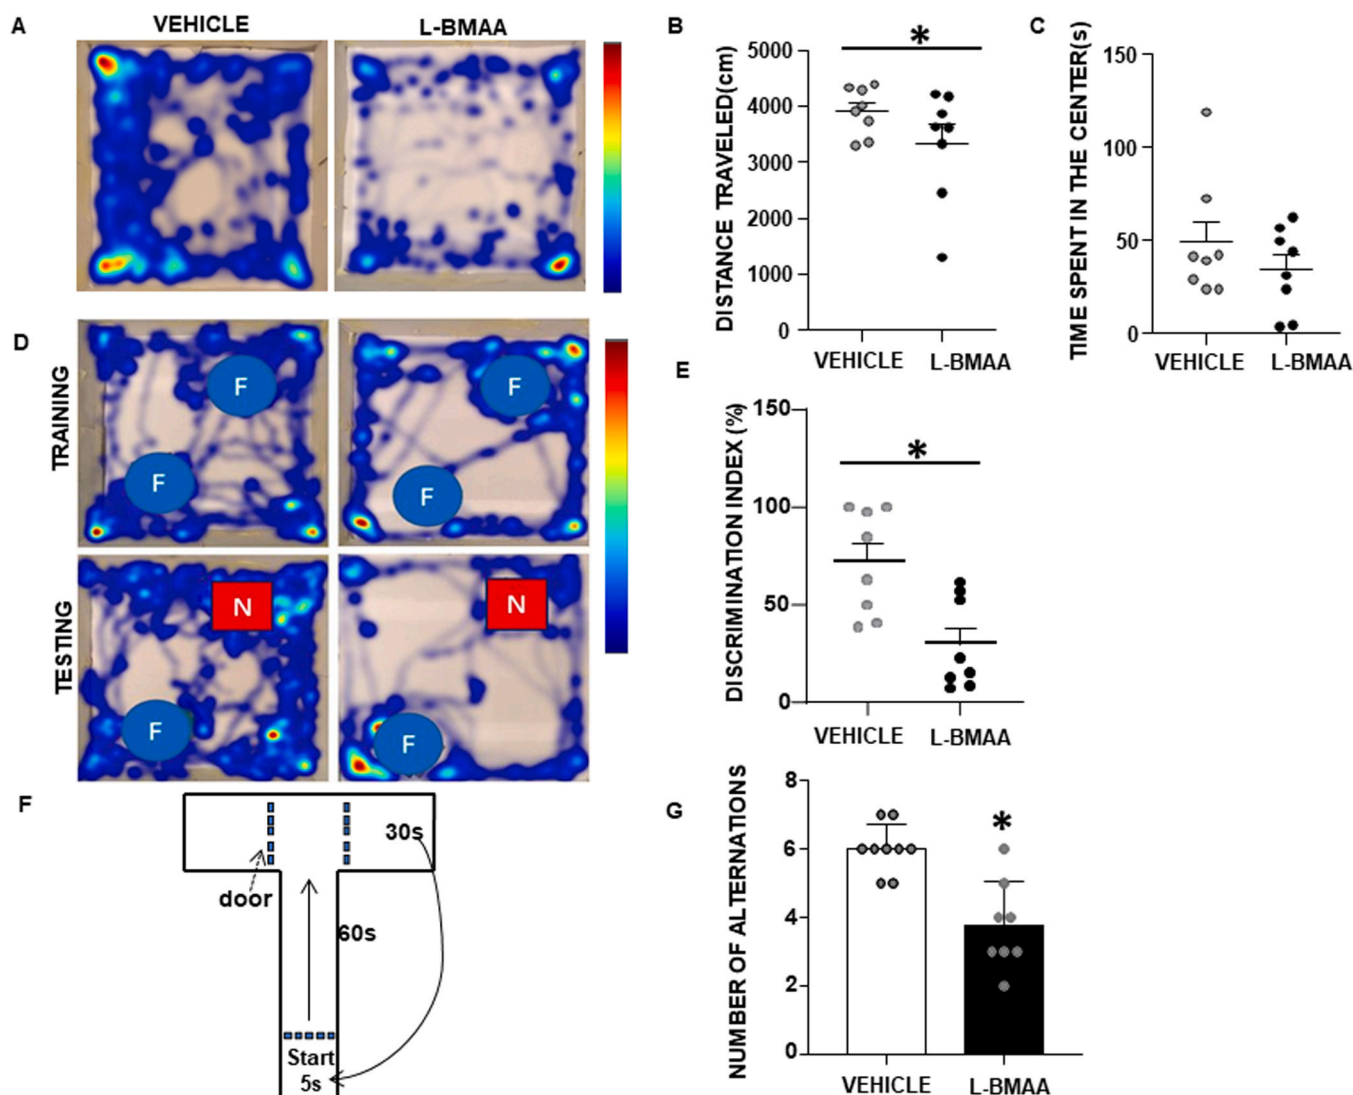 A
VEHICLE
L-BMAA
B
DISTANCE TRAVELED(cm)
5000
4000
3000
2000
1000
0
*
VEHICLE
L-BMAA
C
TIME SPENT IN THE CENTER(s)
150
100
50
0
VEHICLE
L-BMAA
D
TRAINING
F
F
F
F
TESTING
N
F
N
F
E
DISCRIMINATION INDEX (%)
150
100
50
0
*
VEHICLE
L-BMAA
F
30s
door
60s
Start
5s
G
NUMBER OF ALTERNATIONS
8
6
4
2
0
*
VEHICLE
L-BMAA